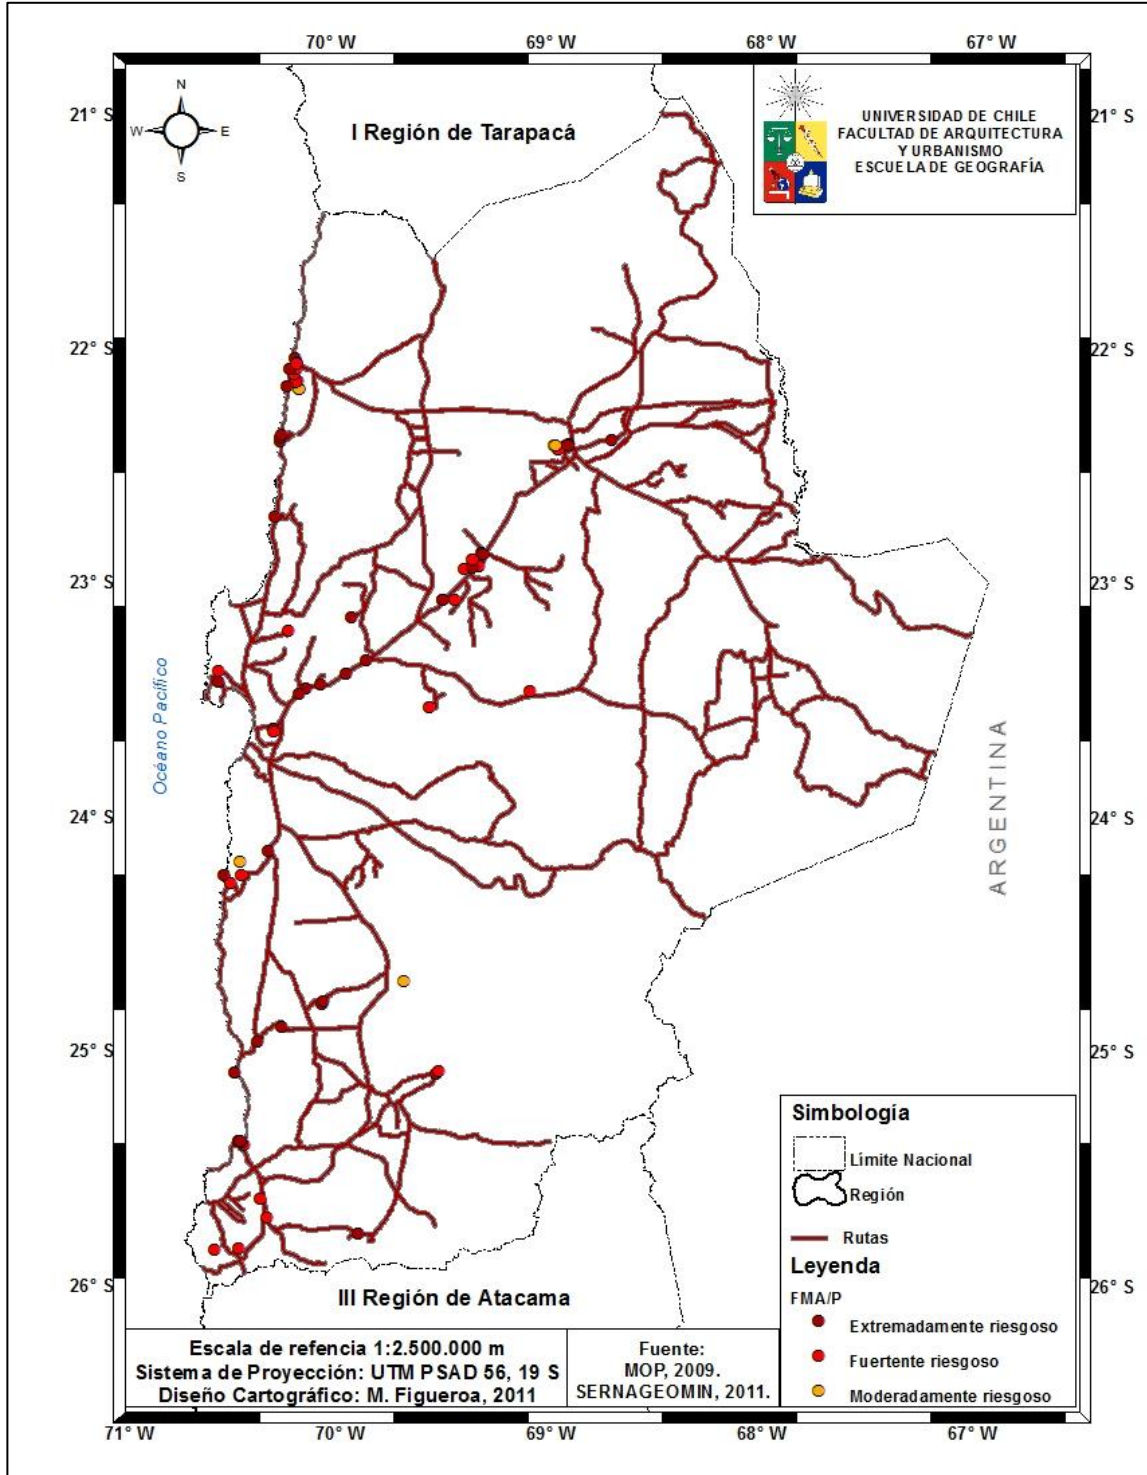 70° W
69° W
68° W
67° W
N
W
E
S
I Región de Tarapacá
UNIVERSIDAD DE CHILE
FACULTAD DE ARQUITECTURA
Y URBANISMO
ESCUELA DE GEOGRAFÍA
21° S
21° S
22° S
22° S
23° S
23° S
Océano Pacífico
ARGENTINA
24° S
24° S
25° S
25° S
26° S
26° S
III Región de Atacama
Simbología
Límite Nacional
Región
Rutas
Leyenda
FMA/P
Extremadamente riesgoso
Fuertente riesgoso
Moderadamente riesgoso
Escala de refencia 1:2.500.000 m
Sistema de Proyección: UTM PSAD 56, 19 S
Diseño Cartográfico: M. Figueroa, 2011
Fuente:
MOP, 2009.
SERNAGEOMIN, 2011.
71° W
70° W
69° W
68° W
67° W